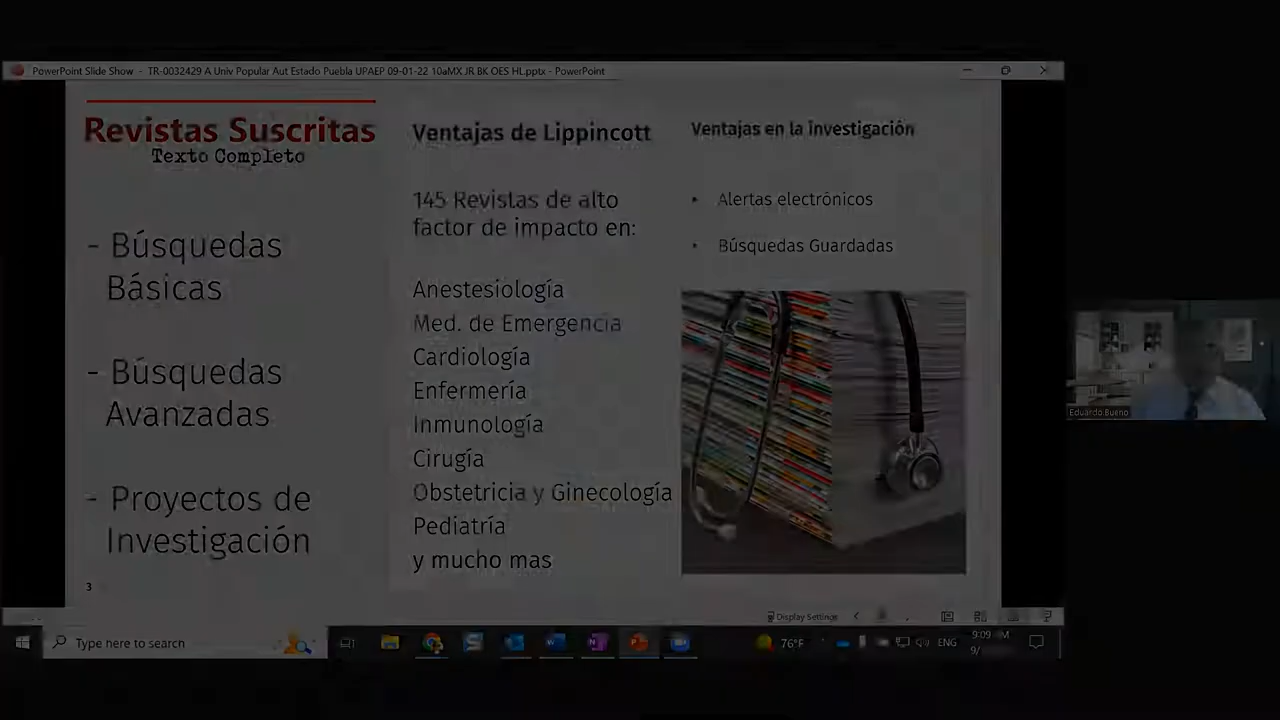 PowerPoint Slide Show - TR-0032429 A Univ Popular Aut Estado Puebla UPAEP 09-01-22 10aMX JR BK OES HL.pptx - PowerPoint
Revistas Suscritas
Texto Completo
- Búsquedas
Básicas
- Búsquedas
Avanzadas
- Proyectos de
Investigación
3
Ventajas de Lippincott
145 Revistas de alto
factor de impacto en:
Anestesiología
Med. de Emergencia
Cardiología
Enfermería
Inmunología
Cirugía
Obstetricia y Ginecología
Pediatría
y mucho mas
Ventajas en la investigación
• Alertas electrónicos
• Búsquedas Guardadas
Eduardo Bueno
Display Settings
Type here to search
76°F
ENG
9:09
9/